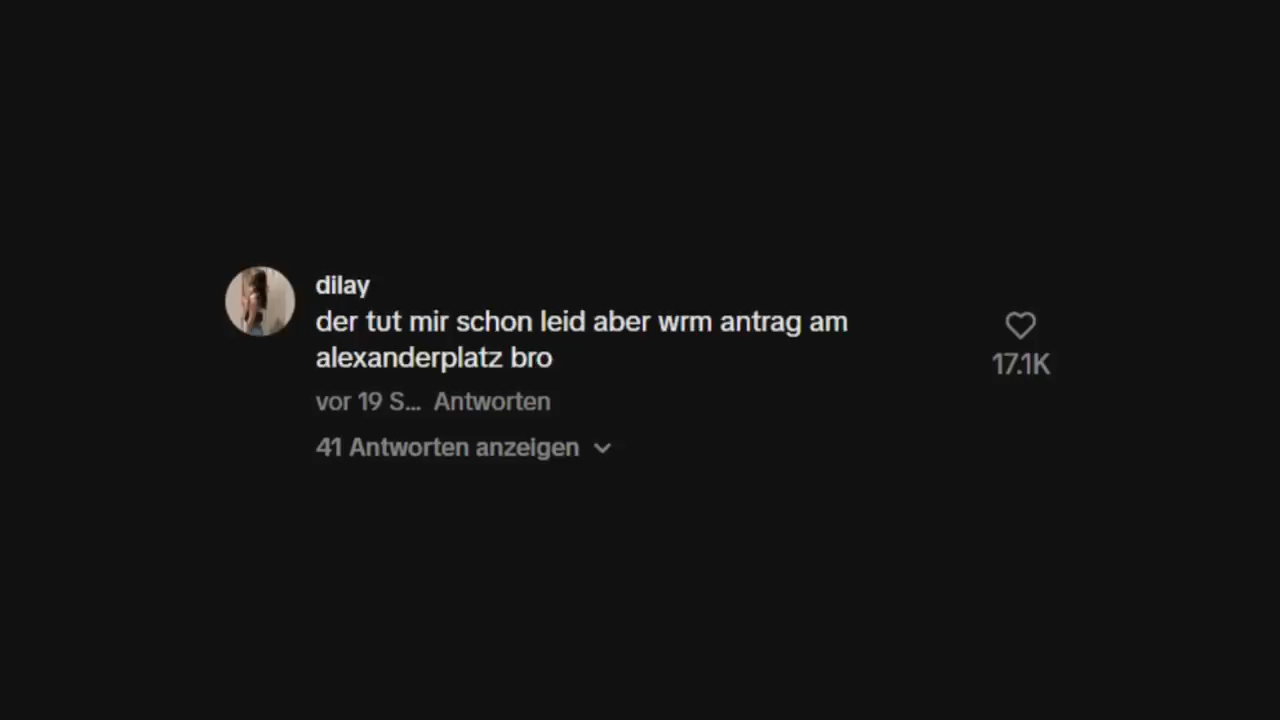 dilay
der tut mir schon leid aber wrm antrag am
alexanderplatz bro
17.1K
vor 19 S... Antworten
41 Antworten anzeigen